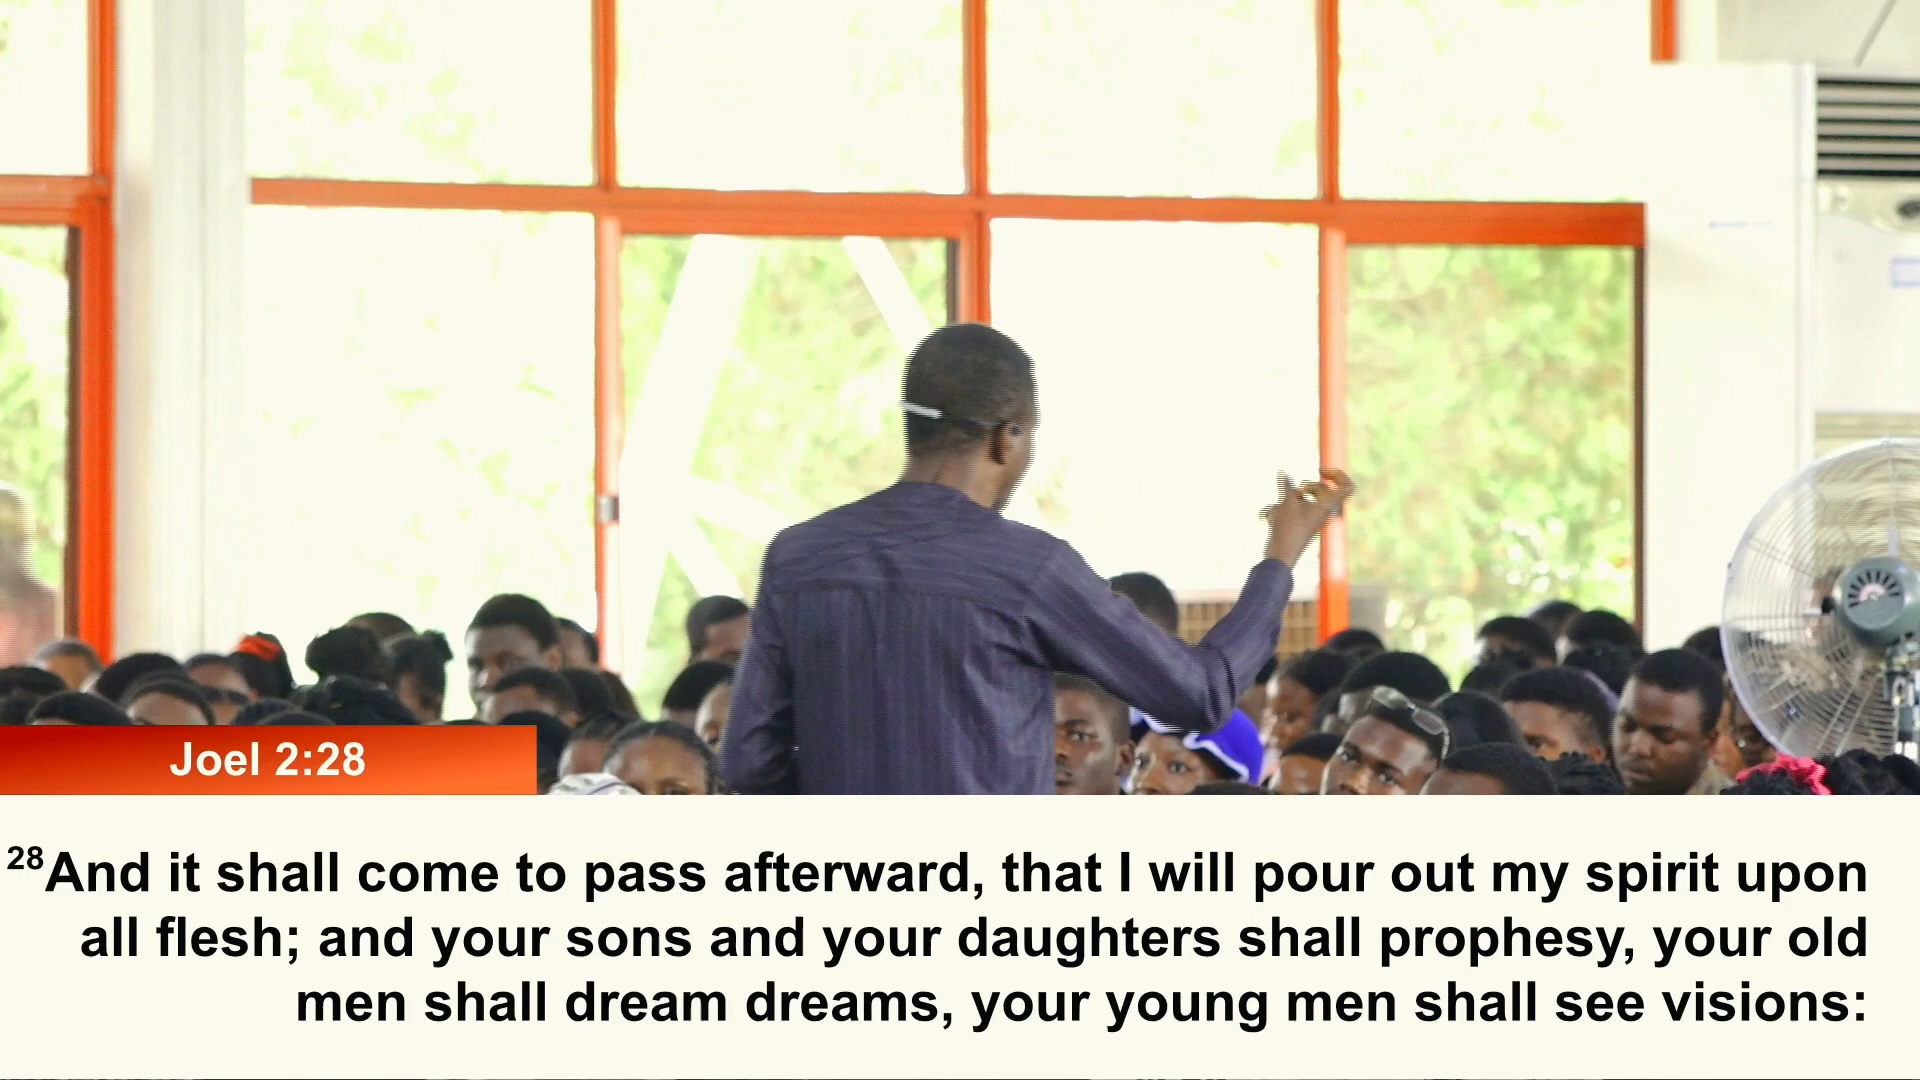 Joel 2:28
28And it shall come to pass afterward, that I will pour out my spirit upon
all flesh; and your sons and your daughters shall prophesy, your old
men shall dream dreams, your young men shall see visions: